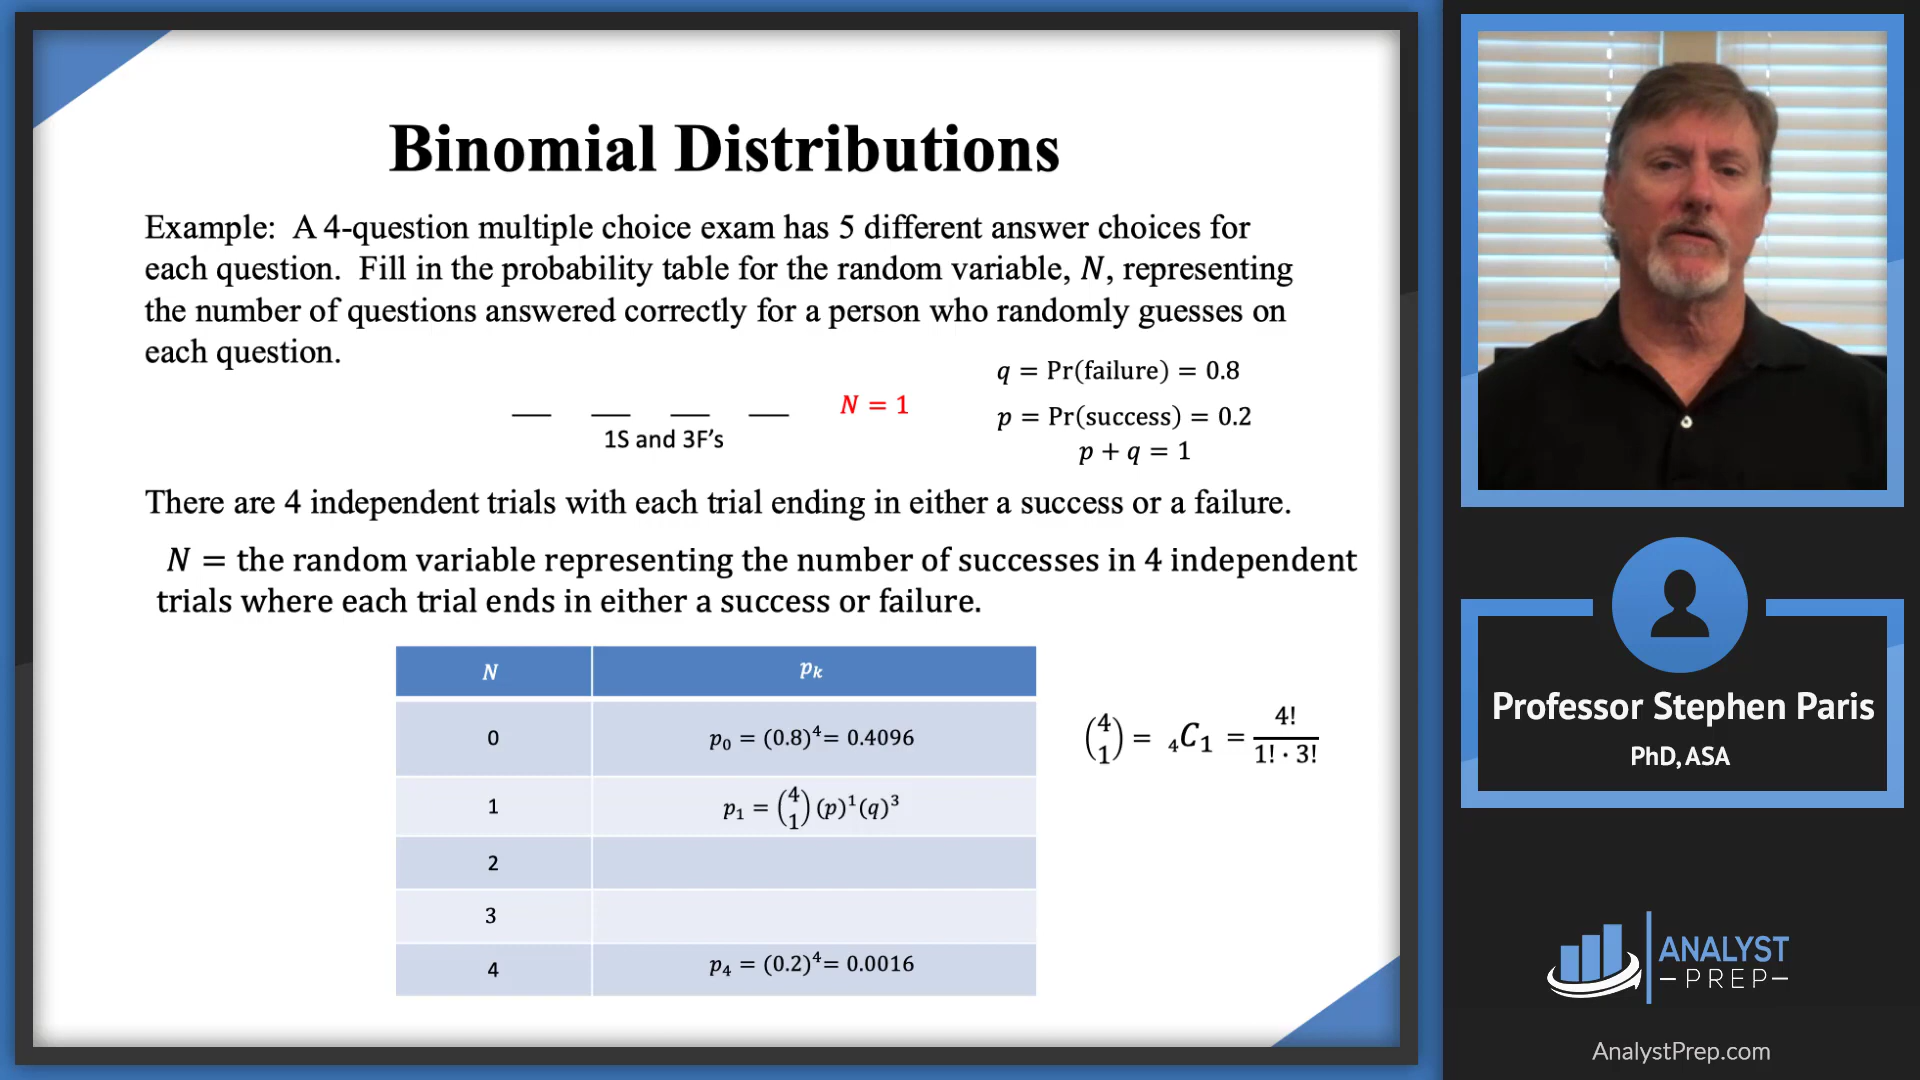 Binomial Distributions
Example: A 4-question multiple choice exam has 5 different answer choices for
each question. Fill in the probability table for the random variable, N, representing
the number of questions answered correctly for a person who randomly guesses on
each question.
q = Pr(failure) = 0.8
N = 1
p = Pr(success) = 0.2
1S and 3F's
p + q = 1
There are 4 independent trials with each trial ending in either a success or a failure.
N = the random variable representing the number of successes in 4 independent
trials where each trial ends in either a success or failure.
N pₖ
0 p₀ = (0.8)⁴= 0.4096
(4 1) = ₄C₁ = 4! / 1! · 3!
1 p₁ = (4 1) (p)¹(q)³
2
3
4 p₄ = (0.2)⁴= 0.0016
Professor Stephen Paris
PhD, ASA
ANALYST
PREP
AnalystPrep.com